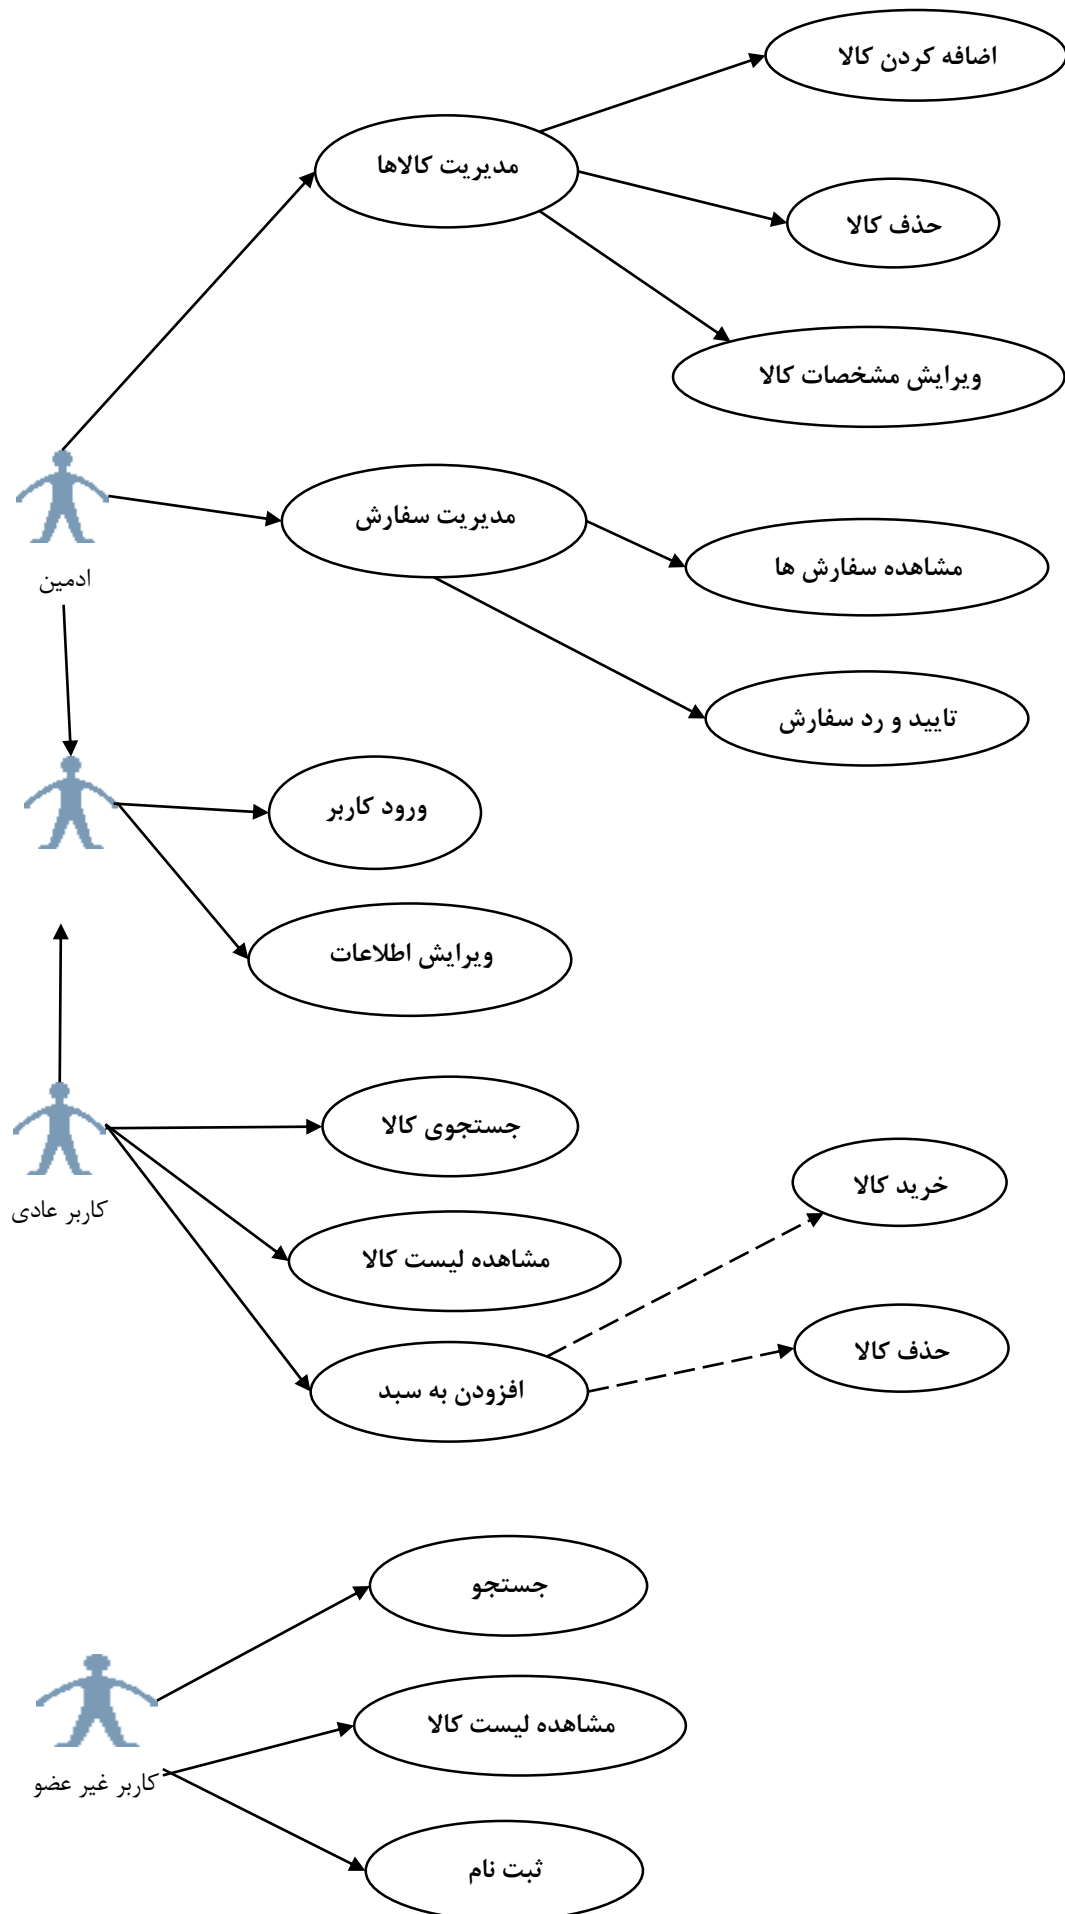 اضافه کردن کالا
مدیریت کالاها
حذف کالا
ویرایش مشخصات کالا
مدیریت سفارش
مشاهده سفارش ها
ادمین
تایید و رد سفارش
ورود کاربر
ویرایش اطلاعات
جستجوی کالا
خرید کالا
کاربر عادی
مشاهده لیست کالا
حذف کالا
افزودن به سبد
جستجو
مشاهده لیست کالا
کاربر غیر عضو
ثبت نام